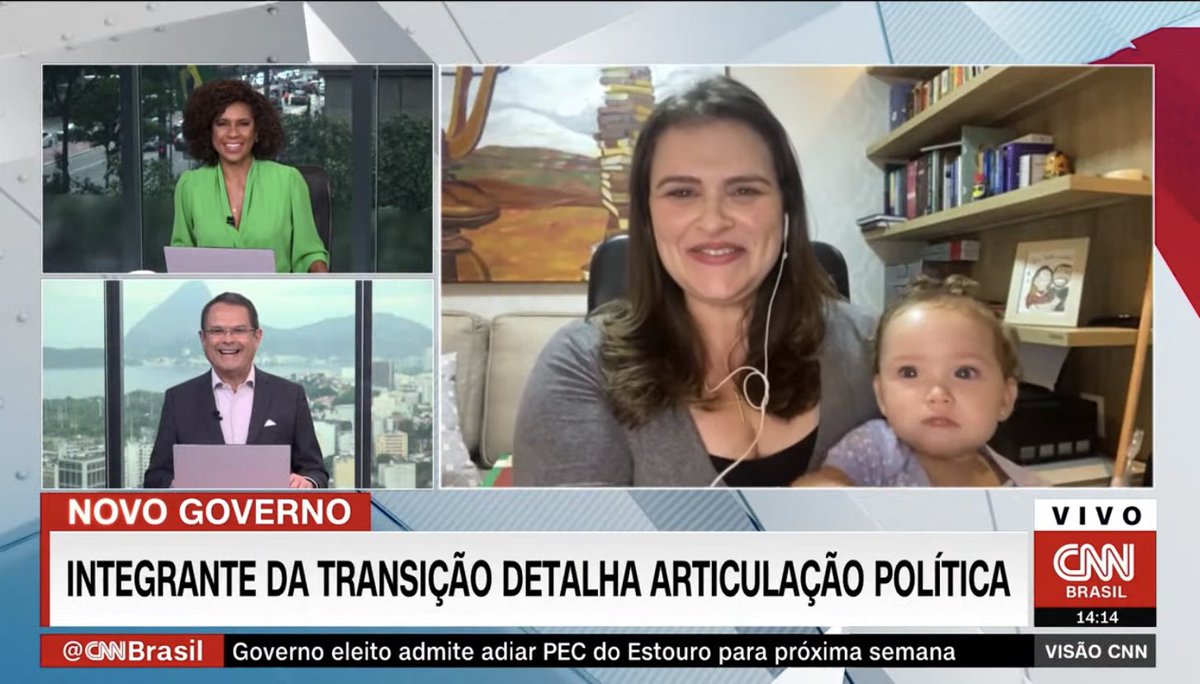 NOVO GOVERNO
INTEGRANTE DA TRANSIÇÃO DETALHA ARTICULAÇÃO POLÍTICA
VIVO
CNN
BRASIL
14:14
@CNNBrasil
Governo eleito admite adiar PEC do Estouro para próxima semana
VISÃO CNN